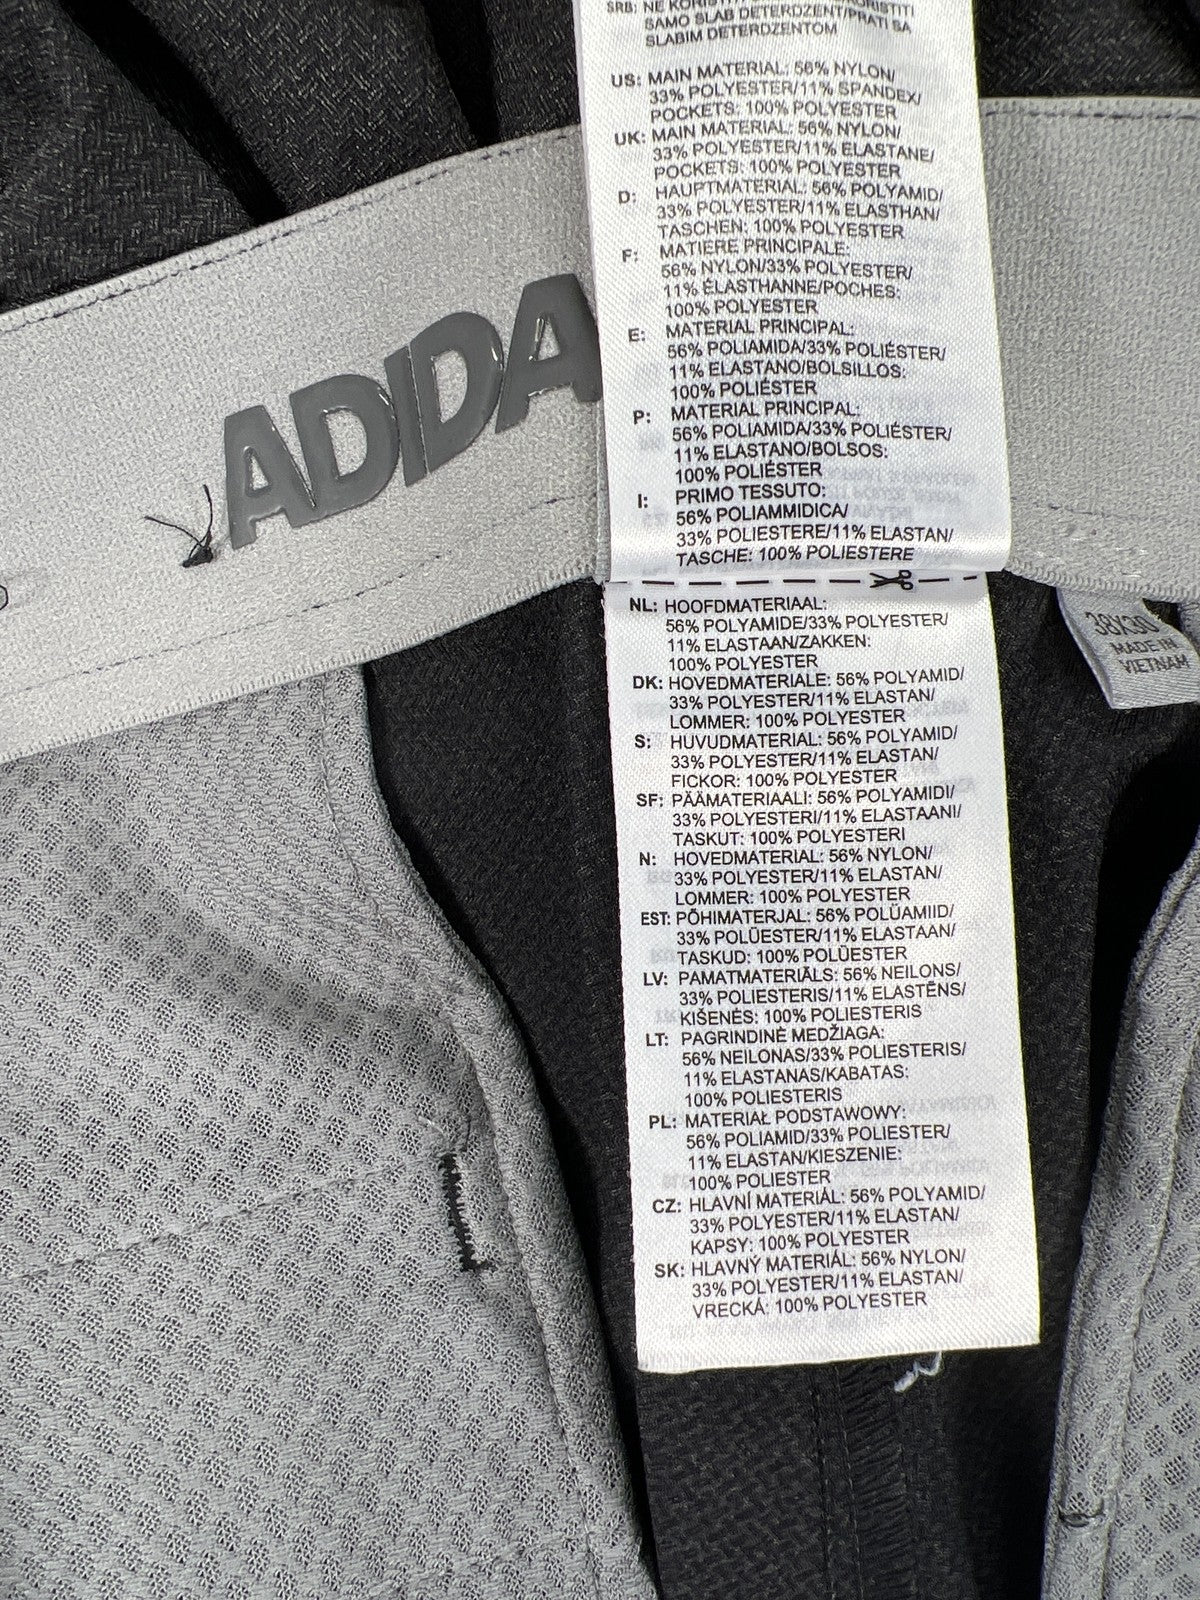 SRB: NE KORISTITI
SAMO SLAB DETERDZENT/PRATI SA
SLABIM DETERDZENTOM
US: MAIN MATERIAL: 56% NYLON/
33% POLYESTER/11% SPANDEX/
POCKETS: 100% POLYESTER
UK: MAIN MATERIAL: 56% NYLON/
33% POLYESTER/11% ELASTANE/
POCKETS: 100% POLYESTER
D: HAUPTMATERIAL: 56% POLYAMID/
33% POLYESTER/11% ELASTHAN/
TASCHEN: 100% POLYESTER
F: MATIERE PRINCIPALE:
56% NYLON/33% POLYESTER/
11% ÉLASTHANNE/POCHES:
100% POLYESTER
E: MATERIAL PRINCIPAL:
56% POLIAMIDA/33% POLIÉSTER/
11% ELASTANO/BOLSILLOS:
100% POLIÉSTER
P: MATERIAL PRINCIPAL:
56% POLIAMIDA/33% POLIÉSTER/
11% ELASTANO/BOLSOS:
100% POLIÉSTER
I: PRIMO TESSUTO:
56% POLIAMMIDICA/
33% POLIESTERE/11% ELASTAN/
TASCHE: 100% POLIESTERE
ADIDA
NL: HOOFDMATERIAAL:
56% POLYAMIDE/33% POLYESTER/
11% ELASTAAN/ZAKKEN:
100% POLYESTER
DK: HOVEDMATERIALE: 56% POLYAMID/
33% POLYESTER/11% ELASTAN/
LOMMER: 100% POLYESTER
S: HUVUDMATERIAL: 56% POLYAMID/
33% POLYESTER/11% ELASTAN/
FICKOR: 100% POLYESTER
SF: PÄÄMATERIAALI: 56% POLYAMIDI/
33% POLYESTERI/11% ELASTAANI/
TASKUT: 100% POLYESTERI
N: HOVEDMATERIAL: 56% NYLON/
33% POLYESTER/11% ELASTAN/
LOMMER: 100% POLYESTER
EST: PÕHIMATERJAL: 56% POLÜAMIID/
33% POLÜESTER/11% ELASTAAN/
TASKUD: 100% POLÜESTER
LV: PAMATMATERIĀLS: 56% NEILONS/
33% POLIESTERIS/11% ELASTĒNS/
KIŠENĖS: 100% POLIESTERIS
LT: PAGRINDINĖ MEDŽIAGA:
56% NEILONAS/33% POLIESTERIS/
11% ELASTANAS/KABATAS:
100% POLIESTERIS
PL: MATERIAŁ PODSTAWOWY:
56% POLIAMID/33% POLIESTER/
11% ELASTAN/KIESZENIE:
100% POLIESTER
CZ: HLAVNÍ MATERIÁL: 56% POLYAMID/
33% POLYESTER/11% ELASTAN/
KAPSY: 100% POLYESTER
SK: HLAVNÝ MATERIÁL: 56% NYLON/
33% POLYESTER/11% ELASTAN/
VRECKÁ: 100% POLYESTER
38X30
MADE IN
VIETNAM